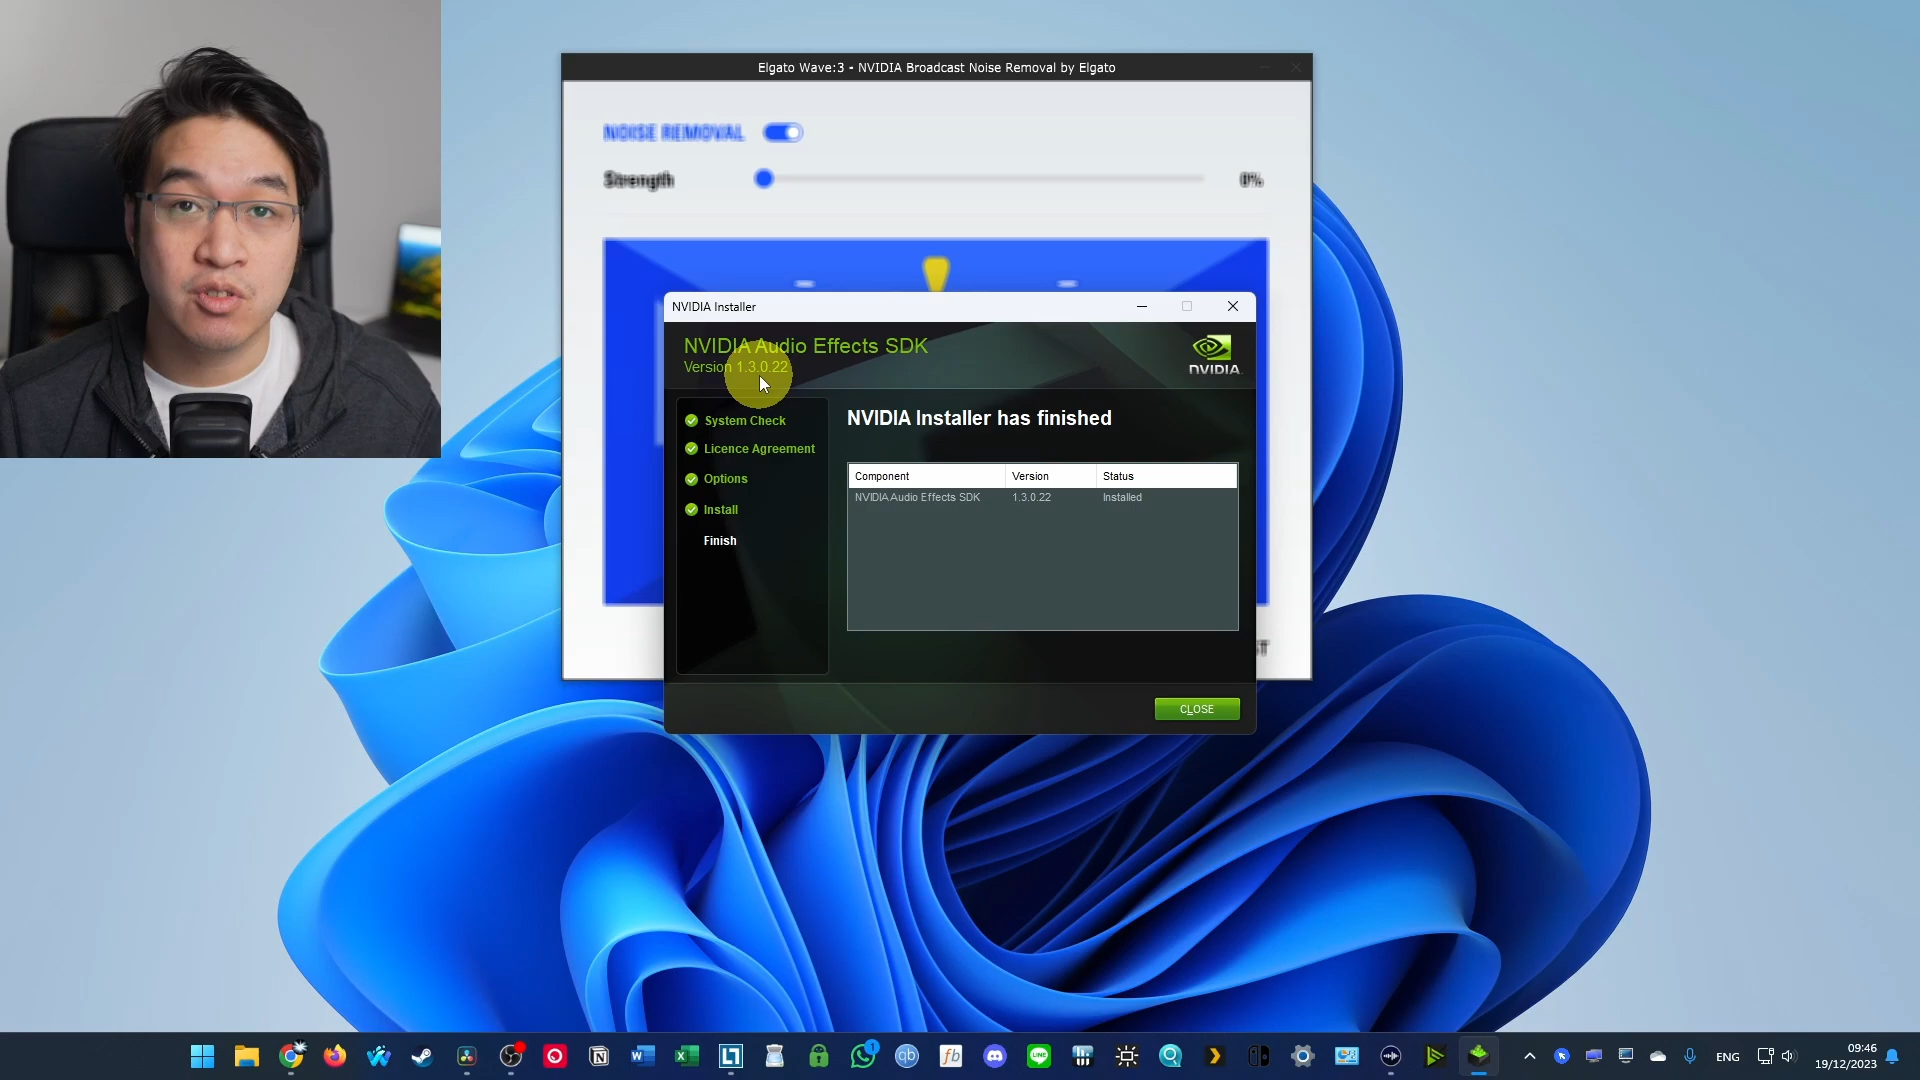 Elgato Wave:3 - NVIDIA Broadcast Noise Removal by Elgato
NOISE REMOVAL
Strength
0%
NVIDIA Installer
NVIDIA Audio Effects SDK
Version 1.3.0.22
NVIDIA.
System Check
Licence Agreement
Options
Install
Finish
NVIDIA Installer has finished
Component Version Status
NVIDIA Audio Effects SDK 1.3.0.22 Installed
CLOSE
ENG
09:46
19/12/2023